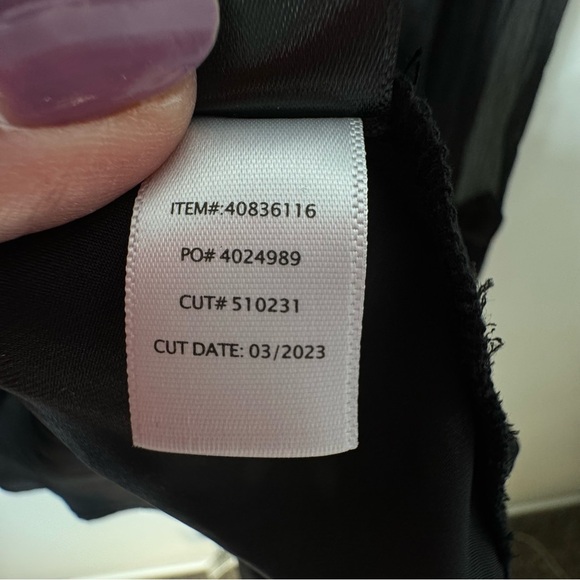 ITEM#:40836116
PO# 4024989
CUT# 510231
CUT DATE: 03/2023